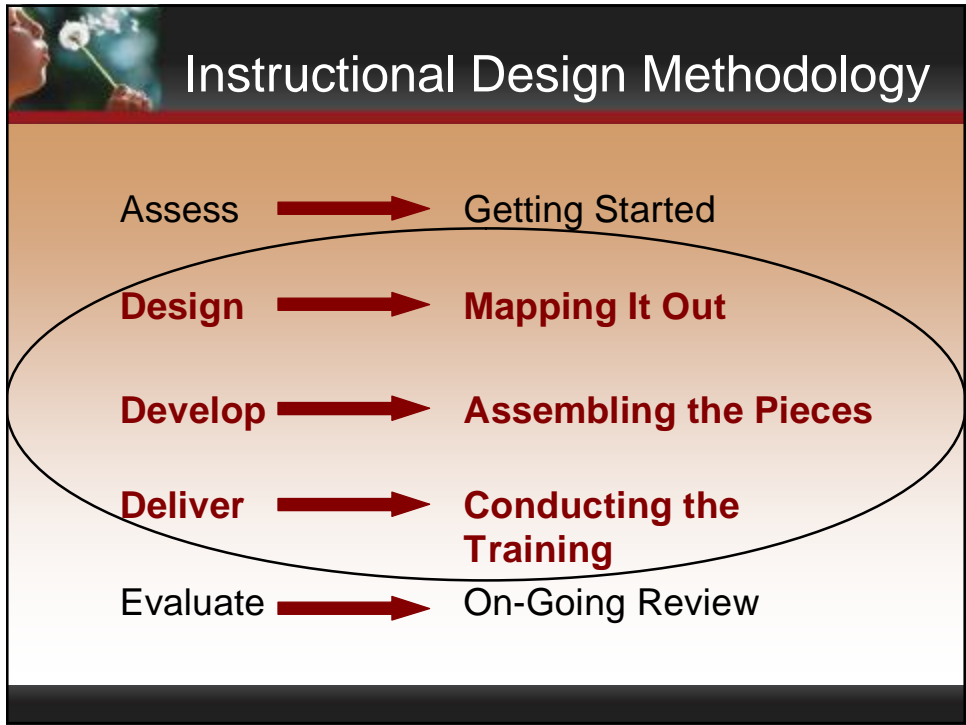 Instructional Design Methodology
Assess Getting Started
Design Mapping It Out
Develop Assembling the Pieces
Deliver Conducting the
Training
Evaluate On-Going Review